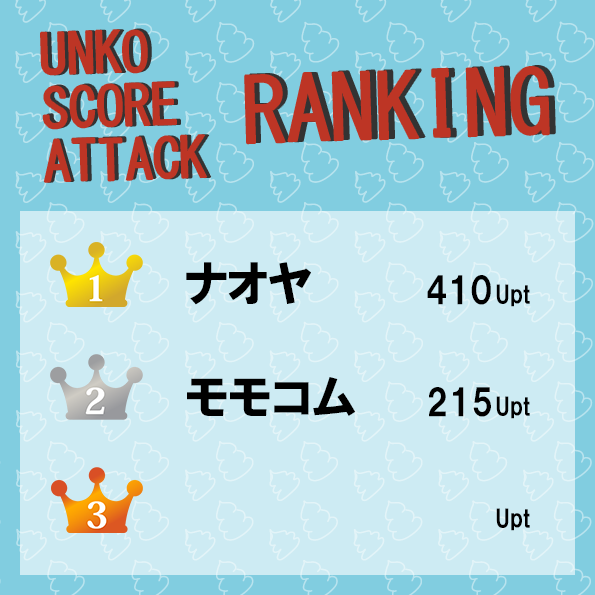 UNKO
SCORE
ATTACK
RANKING
1 ナオヤ 410Upt
2 モモコム 215Upt
3 Upt